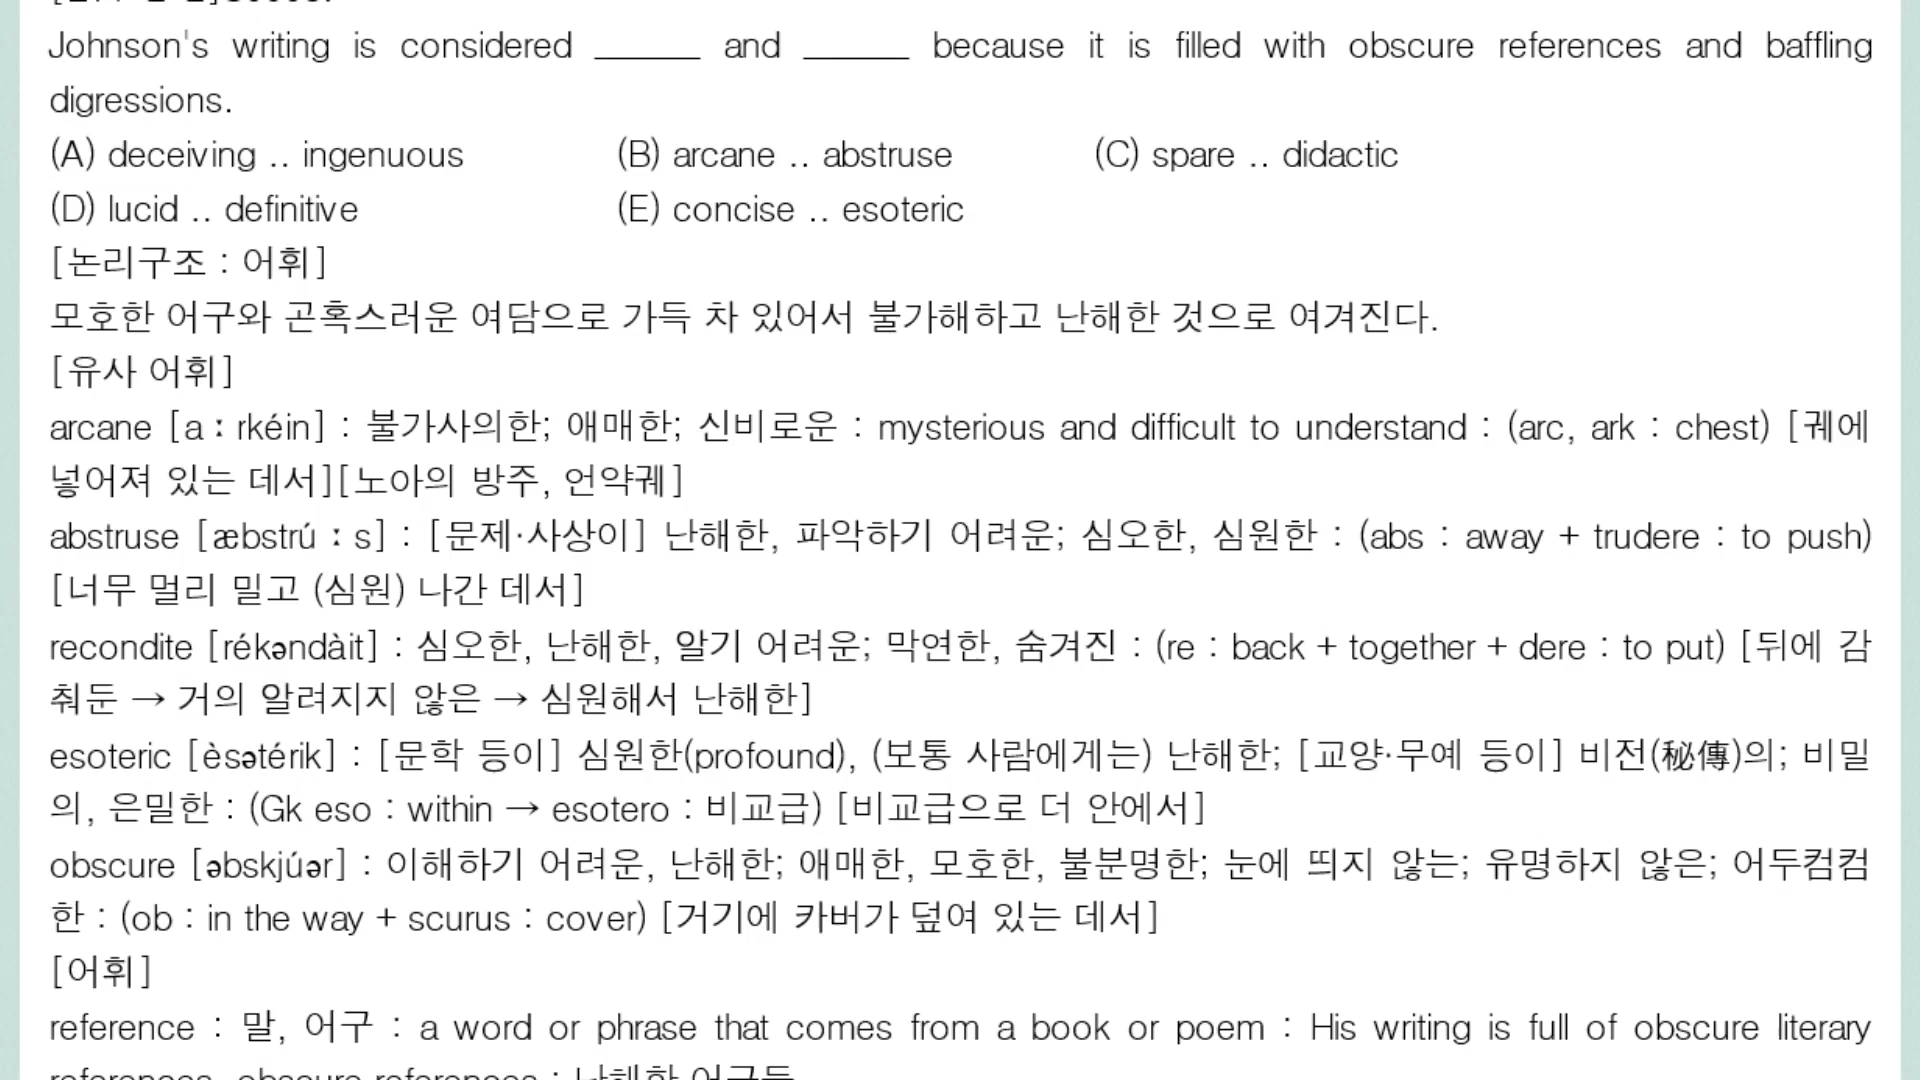 Johnson's writing is considered ______ and ______ because it is filled with obscure references and baffling
digressions.
(A) deceiving .. ingenuous (B) arcane .. abstruse (C) spare .. didactic
(D) lucid .. definitive (E) concise .. esoteric
[논리구조 : 어휘]
모호한 어구와 곤혹스러운 여담으로 가득 차 있어서 불가해하고 난해한 것으로 여겨진다.
[유사 어휘]
arcane [a ː rkéin] : 불가사의한; 애매한; 신비로운 : mysterious and difficult to understand : (arc, ark : chest) [궤에
넣어져 있는 데서][노아의 방주, 언약궤]
abstruse [æbstrú ː s] : [문제·사상이] 난해한, 파악하기 어려운; 심오한, 심원한 : (abs : away + trudere : to push)
[너무 멀리 밀고 (심원) 나간 데서]
recondite [rékəndàit] : 심오한, 난해한, 알기 어려운; 막연한, 숨겨진 : (re : back + together + dere : to put) [뒤에 감
춰둔 → 거의 알려지지 않은 → 심원해서 난해한]
esoteric [èsətérik] : [문학 등이] 심원한(profound), (보통 사람에게는) 난해한; [교양·무예 등이] 비전(秘傳)의; 비밀
의, 은밀한 : (Gk eso : within → esotero : 비교급) [비교급으로 더 안에서]
obscure [əbskjúər] : 이해하기 어려운, 난해한; 애매한, 모호한, 불분명한; 눈에 띄지 않는; 유명하지 않은; 어두컴컴
한 : (ob : in the way + scurus : cover) [거기에 카버가 덮여 있는 데서]
[어휘]
reference : 말, 어구 : a word or phrase that comes from a book or poem : His writing is full of obscure literary
references. obscure references : 난해한 어구들